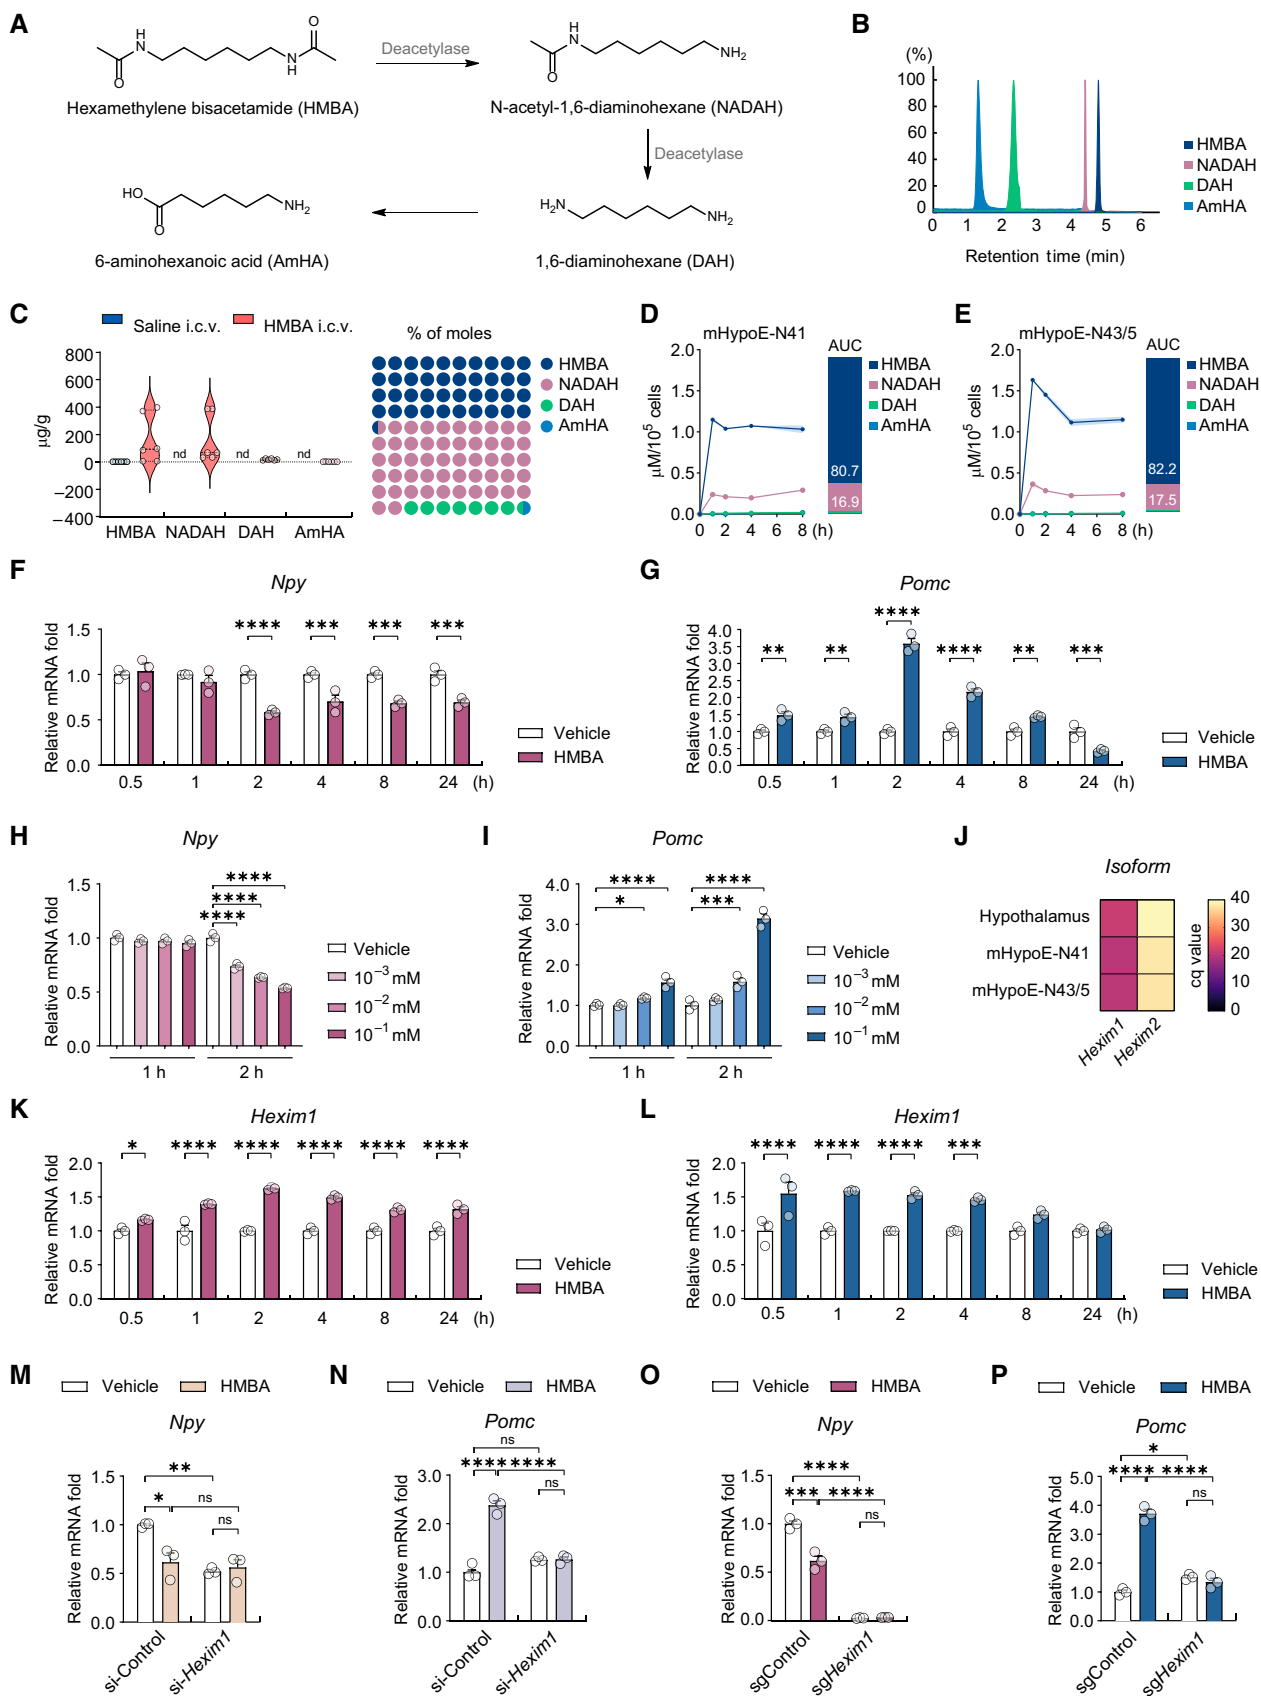 A
H
N
O
N
H
O
Deacetylase
H
N
O
NH2
Hexamethylene bisacetamide (HMBA)
N-acetyl-1,6-diaminohexane (NADAH)
Deacetylase
HO
O
NH2
H2N
NH2
6-aminohexanoic acid (AmHA)
1,6-diaminohexane (DAH)
B
(%)
100
80
60
40
20
0
0 1 2 3 4 5 6
Retention time (min)
HMBA
NADAH
DAH
AmHA
C
Saline i.c.v. HMBA i.c.v.
µg/g
800
600
400
200
0
−200
−400
nd nd nd
HMBA NADAH DAH AmHA
% of moles
HMBA
NADAH
DAH
AmHA
D
mHypoE-N41
µM/10⁵ cells
2.0
1.5
1.0
0.5
0.0
0 2 4 6 8 (h)
AUC
80.7
16.9
HMBA
NADAH
DAH
AmHA
E
mHypoE-N43/5
µM/10⁵ cells
2.0
1.5
1.0
0.5
0.0
0 2 4 6 8 (h)
AUC
82.2
17.5
HMBA
NADAH
DAH
AmHA
F
Npy
Relative mRNA fold
1.5
1.0
0.5
0.0
**** *** *** ***
0.5 1 2 4 8 24 (h)
Vehicle
HMBA
G
Pomc
Relative mRNA fold
4.0
3.5
3.0
2.5
2.0
1.5
1.0
0.5
0.0
** ** **** **** ** ***
0.5 1 2 4 8 24 (h)
Vehicle
HMBA
H
Npy
Relative mRNA fold
1.5
1.0
0.5
0.0
****
****
****
1 h 2 h
Vehicle
10⁻³ mM
10⁻² mM
10⁻¹ mM
I
Pomc
Relative mRNA fold
4.0
3.0
2.0
1.0
0.0
**** ****
* ***
1 h 2 h
Vehicle
10⁻³ mM
10⁻² mM
10⁻¹ mM
J
Isoform
Hypothalamus
mHypoE-N41
mHypoE-N43/5
Hexim1 Hexim2
cq value
40
30
20
10
0
K
Hexim1
Relative mRNA fold
2.0
1.5
1.0
0.5
0.0
* **** **** **** **** ****
0.5 1 2 4 8 24 (h)
Vehicle
HMBA
L
Hexim1
Relative mRNA fold
2.0
1.5
1.0
0.5
0.0
**** **** **** ***
0.5 1 2 4 8 24 (h)
Vehicle
HMBA
M
Vehicle HMBA
Npy
Relative mRNA fold
1.5
1.0
0.5
0.0
**
* ns
ns
si-Control si-Hexim1
N
Vehicle HMBA
Pomc
Relative mRNA fold
3.0
2.0
1.0
0.0
ns
**** ****
ns
si-Control si-Hexim1
O
Vehicle HMBA
Npy
Relative mRNA fold
1.5
1.0
0.5
0.0
****
*** ****
ns
sgControl sgHexim1
P
Vehicle HMBA
Pomc
Relative mRNA fold
5.0
4.0
3.0
2.0
1.0
0.0
*
**** ****
ns
sgControl sgHexim1